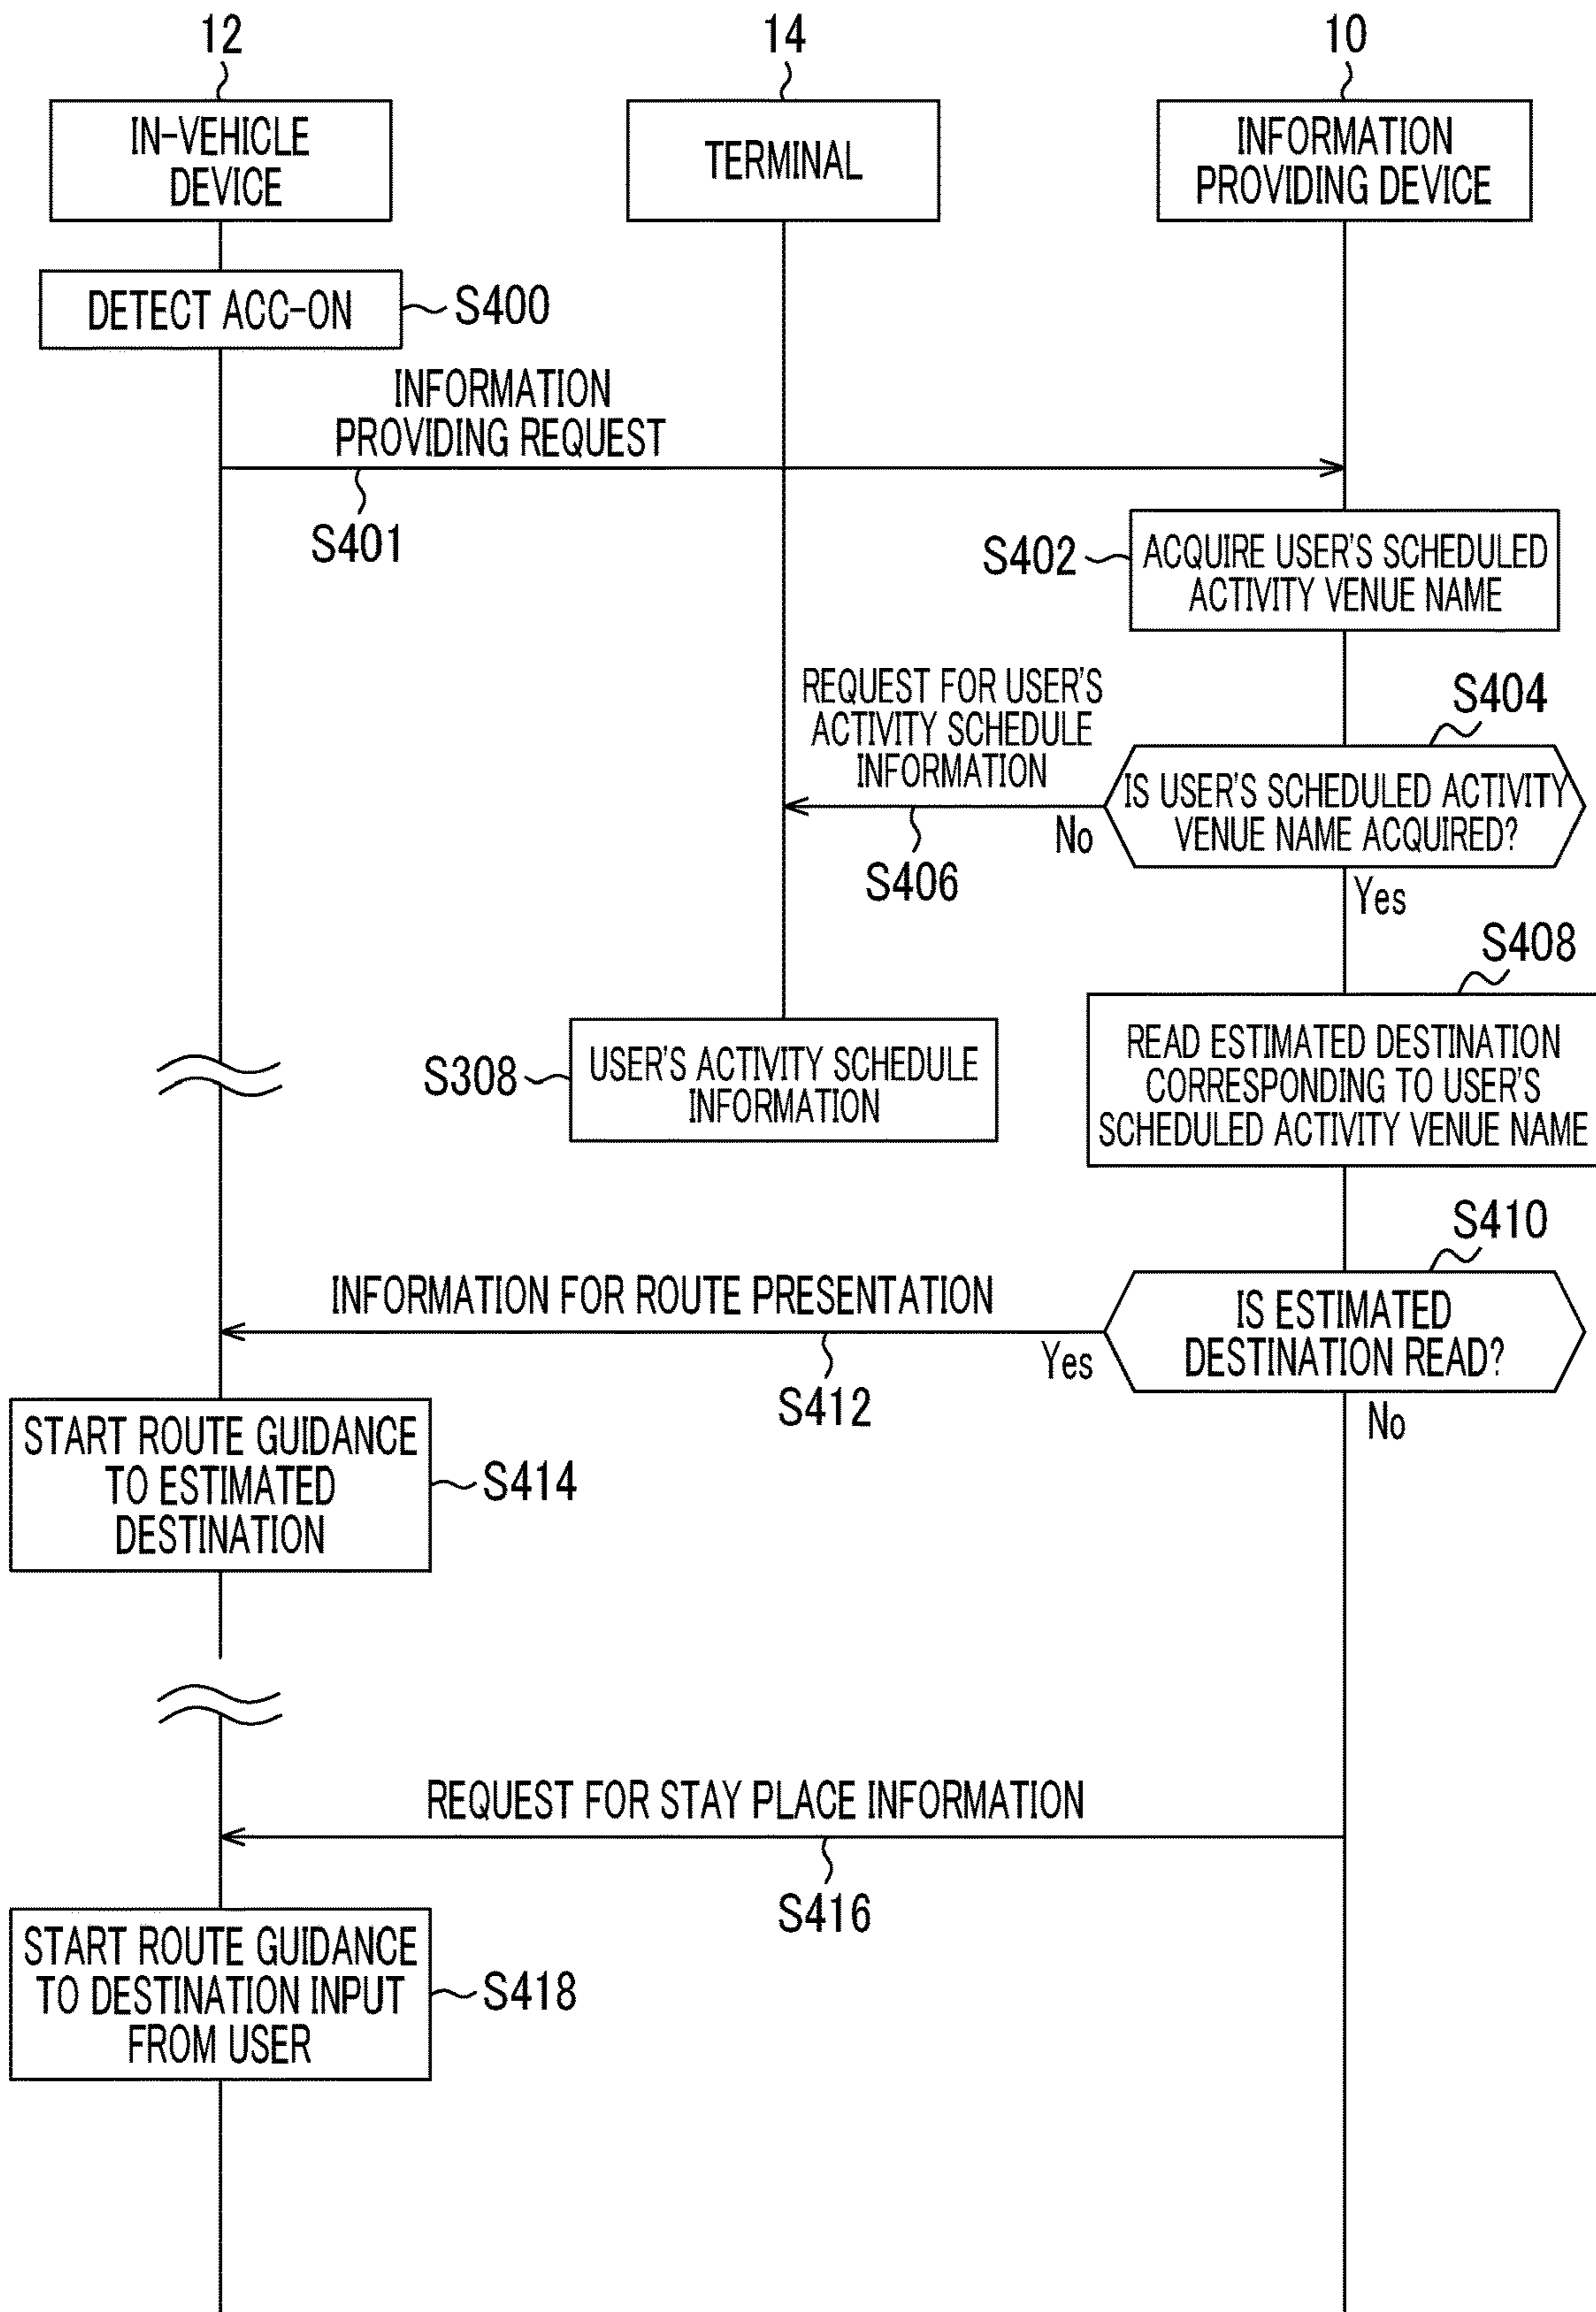 12
14
10
IN-VEHICLE
DEVICE
TERMINAL
INFORMATION
PROVIDING DEVICE
DETECT ACC-ON
S400
INFORMATION
PROVIDING REQUEST
S401
S402
ACQUIRE USER'S SCHEDULED
ACTIVITY VENUE NAME
REQUEST FOR USER'S
ACTIVITY SCHEDULE
INFORMATION
S404
IS USER'S SCHEDULED ACTIVITY
VENUE NAME ACQUIRED?
No
S406
Yes
S408
S308
USER'S ACTIVITY SCHEDULE
INFORMATION
READ ESTIMATED DESTINATION
CORRESPONDING TO USER'S
SCHEDULED ACTIVITY VENUE NAME
S410
INFORMATION FOR ROUTE PRESENTATION
IS ESTIMATED
DESTINATION READ?
Yes
S412
No
START ROUTE GUIDANCE
TO ESTIMATED
DESTINATION
S414
REQUEST FOR STAY PLACE INFORMATION
S416
START ROUTE GUIDANCE
TO DESTINATION INPUT
FROM USER
S418